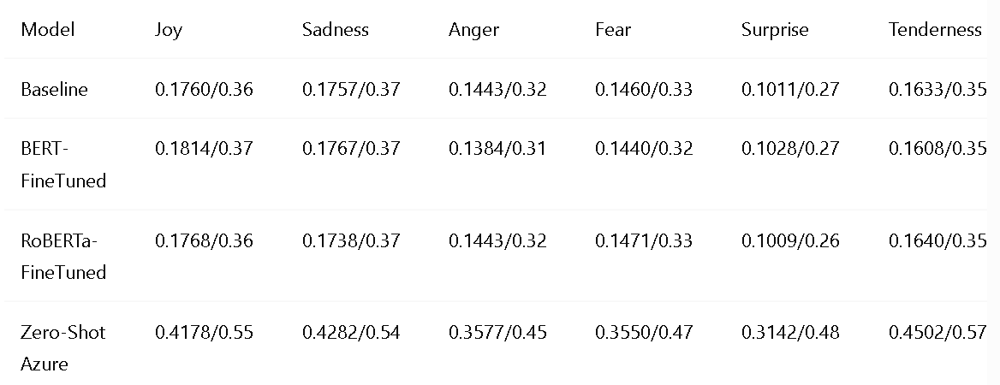 Model Joy Sadness Anger Fear Surprise Tenderness
Baseline 0.1760/0.36 0.1757/0.37 0.1443/0.32 0.1460/0.33 0.1011/0.27 0.1633/0.35
BERT- 0.1814/0.37 0.1767/0.37 0.1384/0.31 0.1440/0.32 0.1028/0.27 0.1608/0.35
FineTuned
RoBERTa- 0.1768/0.36 0.1738/0.37 0.1443/0.32 0.1471/0.33 0.1009/0.26 0.1640/0.35
FineTuned
Zero-Shot 0.4178/0.55 0.4282/0.54 0.3577/0.45 0.3550/0.47 0.3142/0.48 0.4502/0.57
Azure